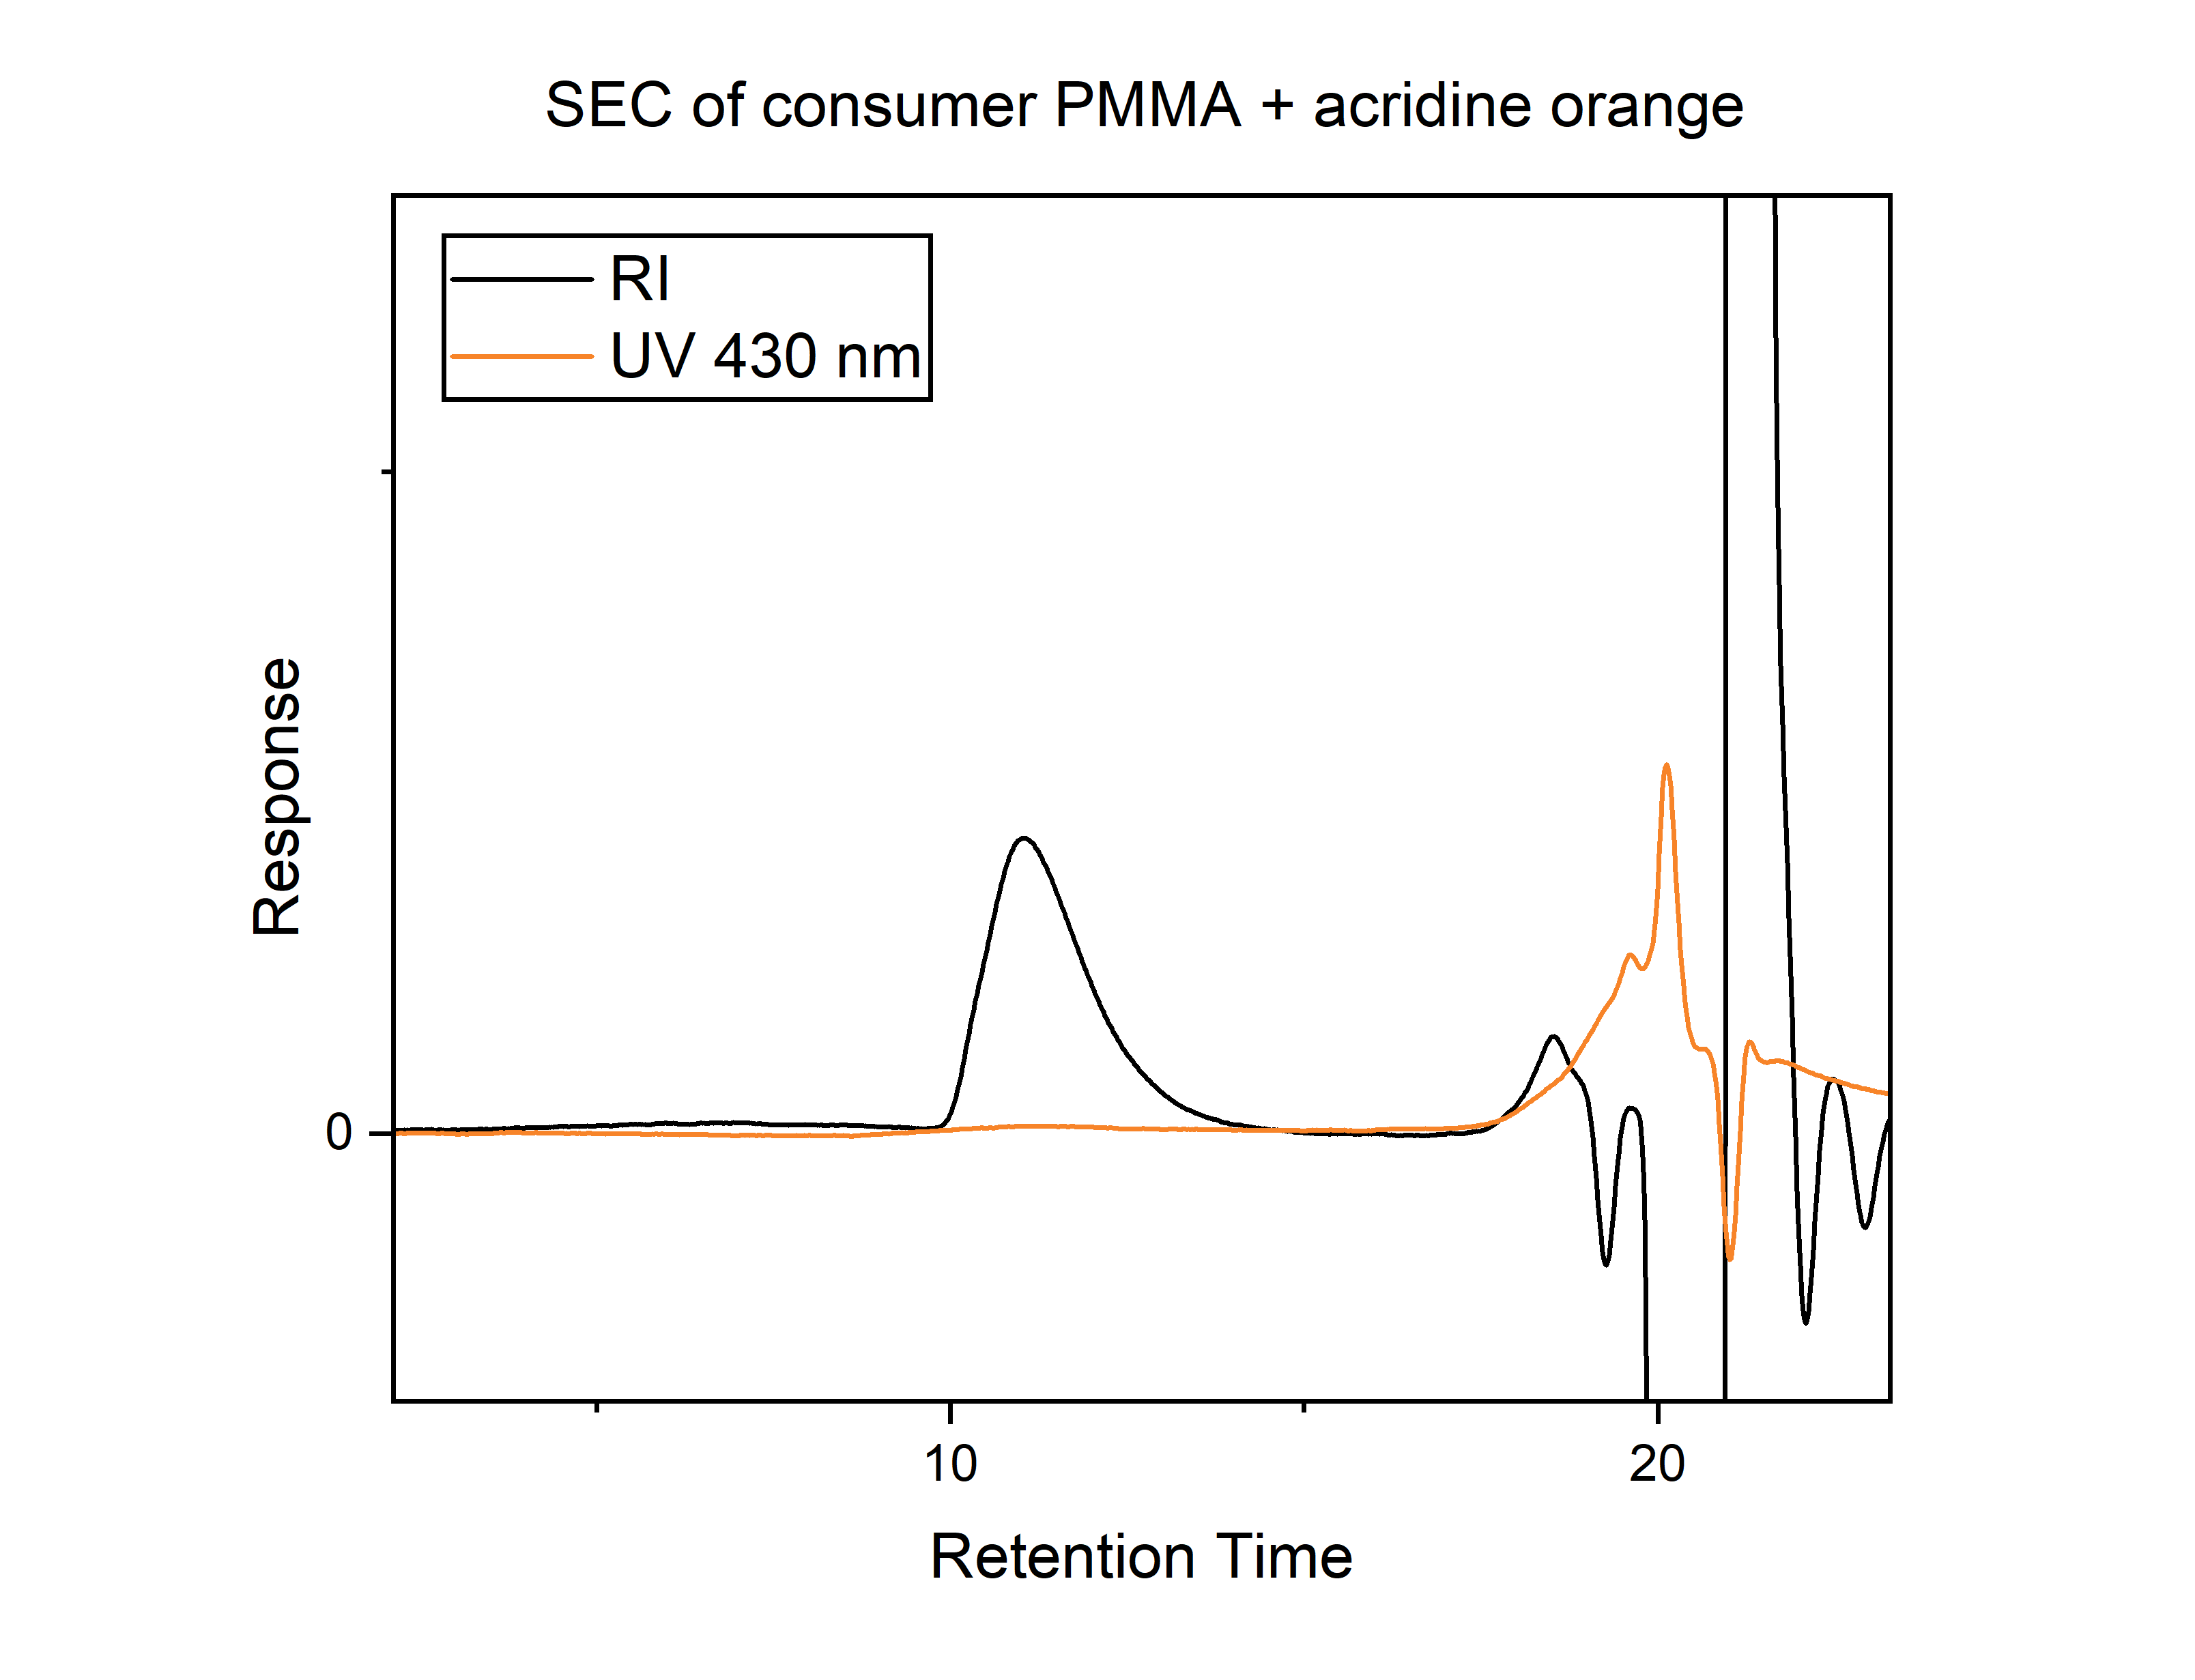 SEC of consumer PMMA + acridine orange
RI
UV 430 nm
Response
0
10
20
Retention Time